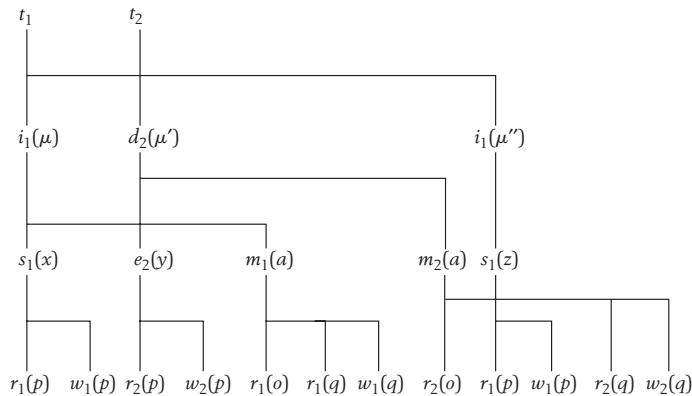 t₁ t₂
i₁(μ) d₂(μ′) i₁(μ″)
s₁(x) e₂(y) m₁(a) m₂(a) s₁(z)
r₁(p) w₁(p) r₂(p) w₂(p) r₁(o) r₁(q) w₁(q) r₂(o) r₁(p) w₁(p) r₂(q) w₂(q)